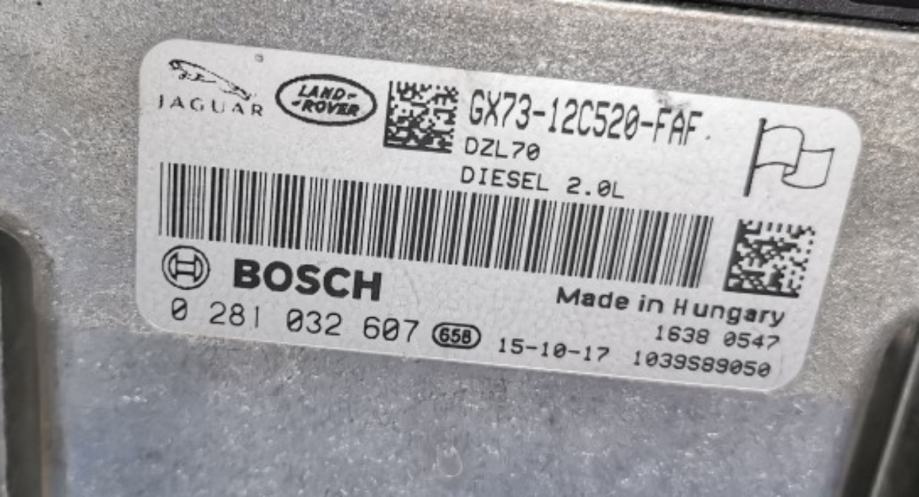 JAGUAR
LAND-
-ROVER
GX73-12C520-FAF
DZL70
DIESEL 2.0L
BOSCH
Made in Hungary
0 281 032 607 658
1638 0547
15-10-17 1039S89050